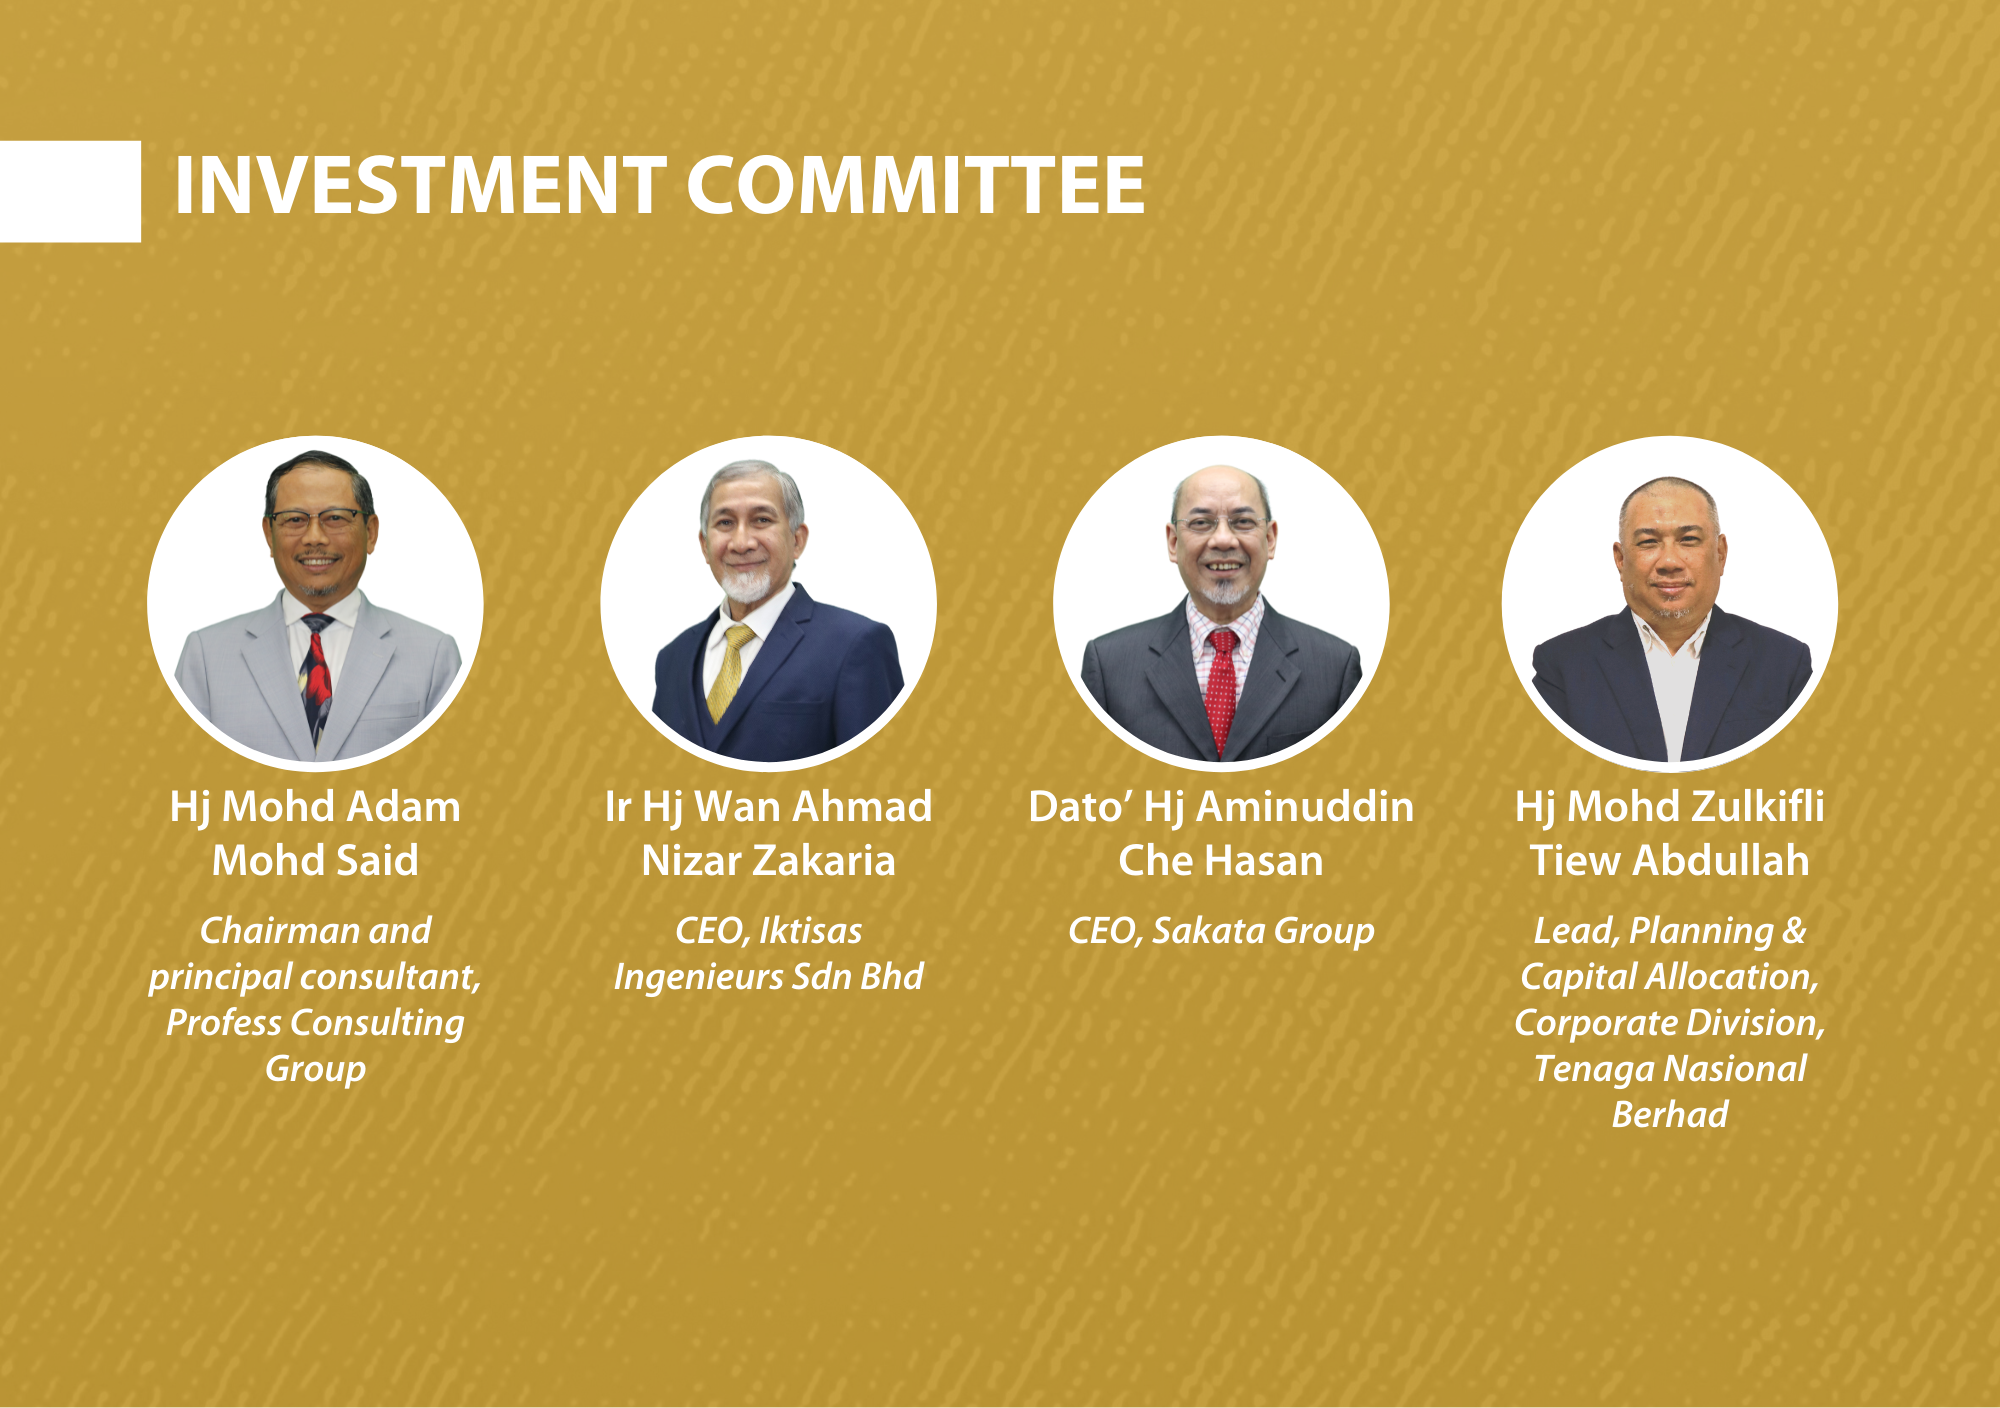 INVESTMENT COMMITTEE
Hj Mohd Adam
Mohd Said
Chairman and
principal consultant,
Profess Consulting
Group
Ir Hj Wan Ahmad
Nizar Zakaria
CEO, Iktisas
Ingenieurs Sdn Bhd
Dato’ Hj Aminuddin
Che Hasan
CEO, Sakata Group
Hj Mohd Zulkifli
Tiew Abdullah
Lead, Planning &
Capital Allocation,
Corporate Division,
Tenaga Nasional
Berhad